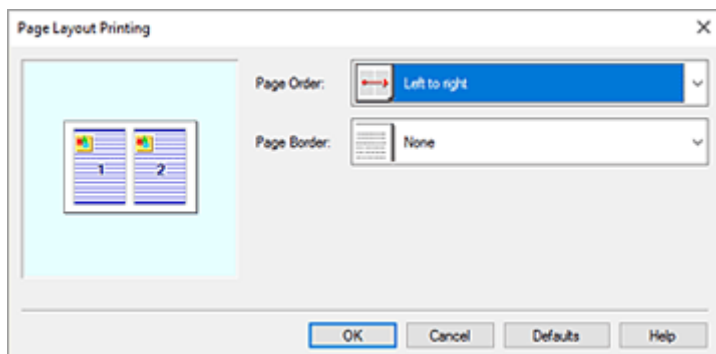 Page Layout Printing
Page Order: Left to right
Page Border: None
1 2
OK Cancel Defaults Help